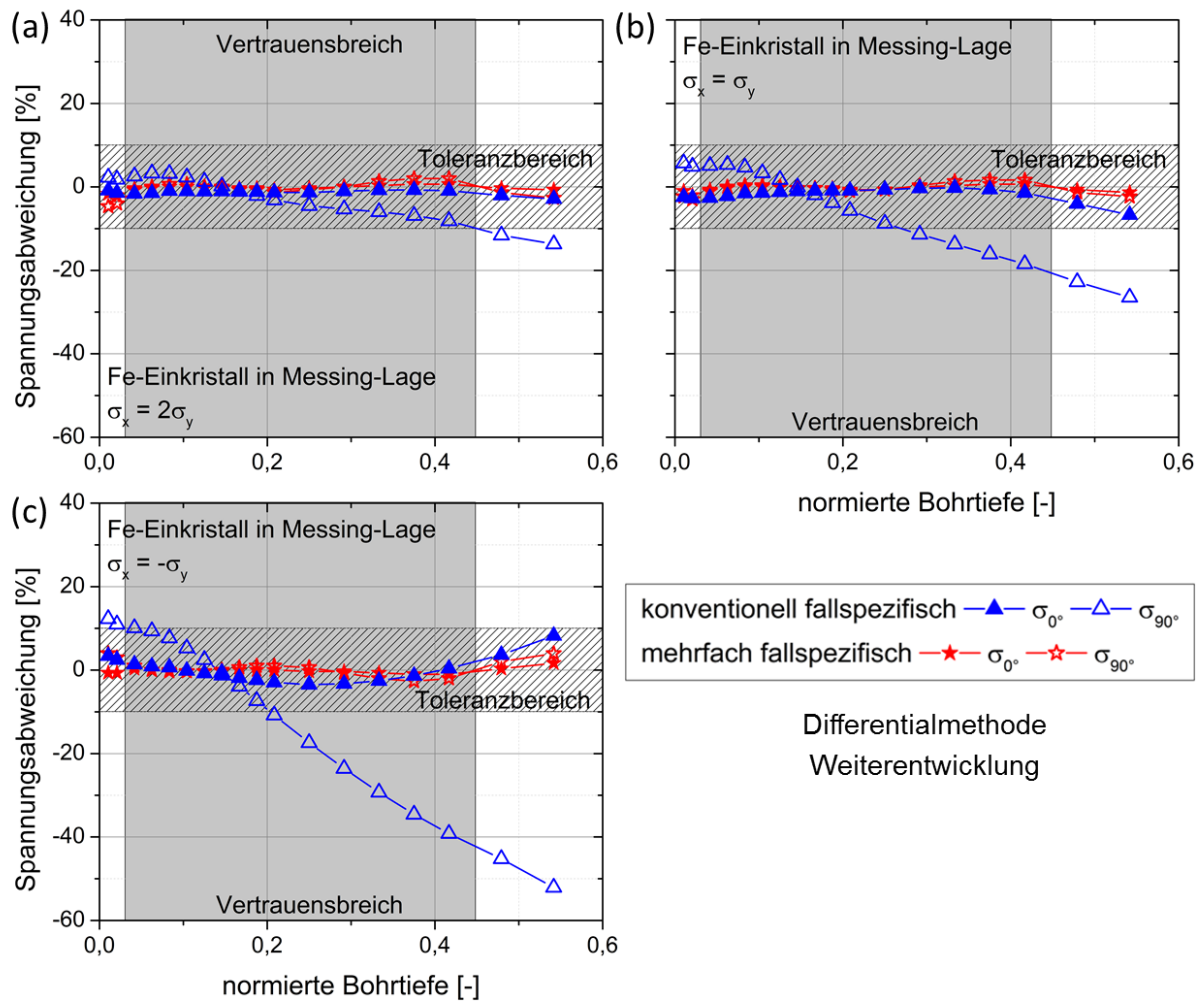 (a)
Vertrauensbreich
Toleranzbereich
Fe-Einkristall in Messing-Lage
σx = 2σy
Spannungsabweichung [%]
40
20
0
-20
-40
-60
0,0
0,2
0,4
0,6
(b)
Fe-Einkristall in Messing-Lage
σx = σy
Toleranzbereich
Vertrauensbreich
0,0
0,2
0,4
0,6
normierte Bohrtiefe [-]
(c)
Fe-Einkristall in Messing-Lage
σx = -σy
Toleranzbereich
Vertrauensbreich
Spannungsabweichung [%]
40
20
0
-20
-40
-60
0,0
0,2
0,4
0,6
normierte Bohrtiefe [-]
konventionell fallspezifisch σ0° σ90°
mehrfach fallspezifisch σ0° σ90°
Differentialmethode
Weiterentwicklung